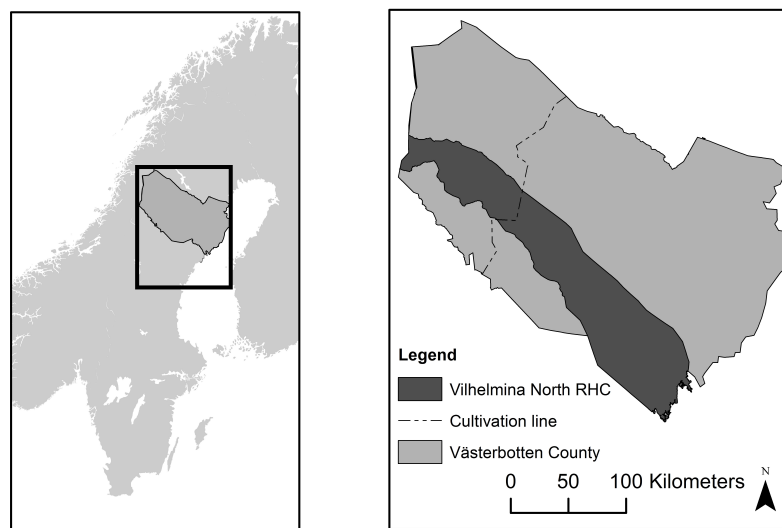 Legend
Vilhelmina North RHC
Cultivation line
Västerbotten County
0 50 100 Kilometers
N